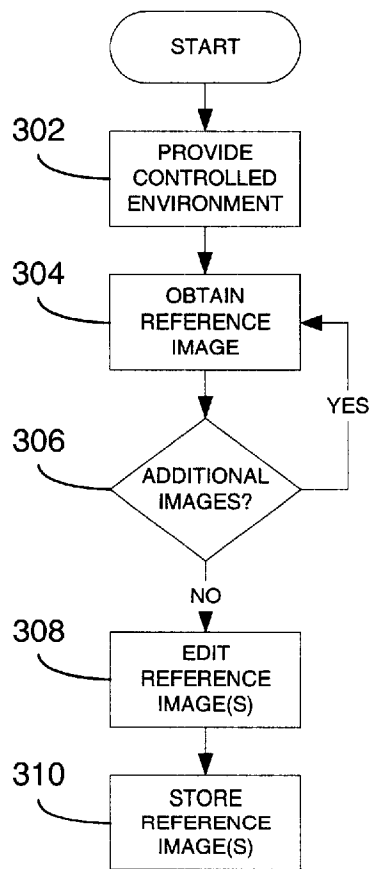 START
302
PROVIDE
CONTROLLED
ENVIRONMENT
304
OBTAIN
REFERENCE
IMAGE
YES
306
ADDITIONAL
IMAGES?
NO
308
EDIT
REFERENCE
IMAGE(S)
310
STORE
REFERENCE
IMAGE(S)